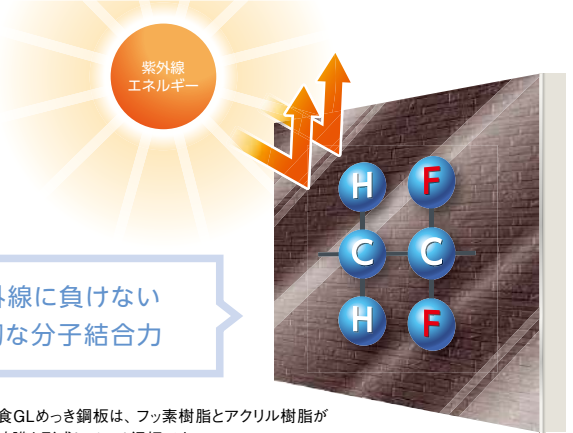 紫外線
エネルギー
H F
C C
H F
外線に負けない
な分子結合力
食GLめっき鋼板は、フッ素樹脂とアクリル樹脂が